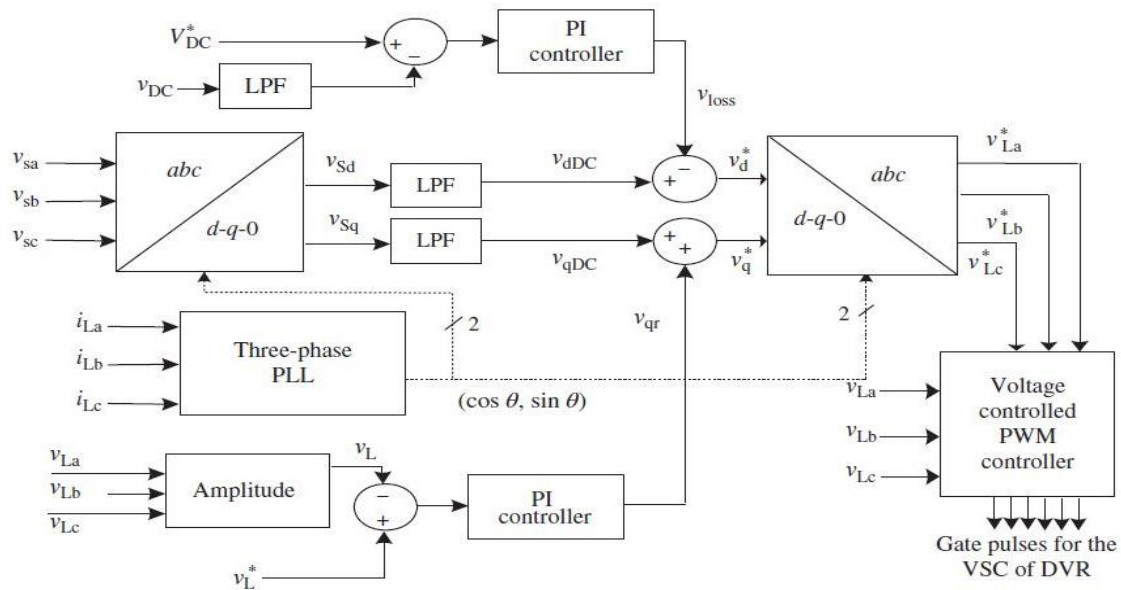 V*DC
+
−
PI
controller
vDC
LPF
vloss
vsa
vsb
vsc
abc
d-q-0
vSd
LPF
vdDC
+
−
v*d
vSq
LPF
vqDC
+
+
v*q
abc
d-q-0
v*La
v*Lb
v*Lc
2
2
vqr
iLa
iLb
iLc
Three-phase
PLL
(cos θ, sin θ)
vLa
vLb
vLc
Voltage
controlled
PWM
controller
vLa
vLb
vLc
Amplitude
vL
−
+
PI
controller
v*L
Gate pulses for the
VSC of DVR